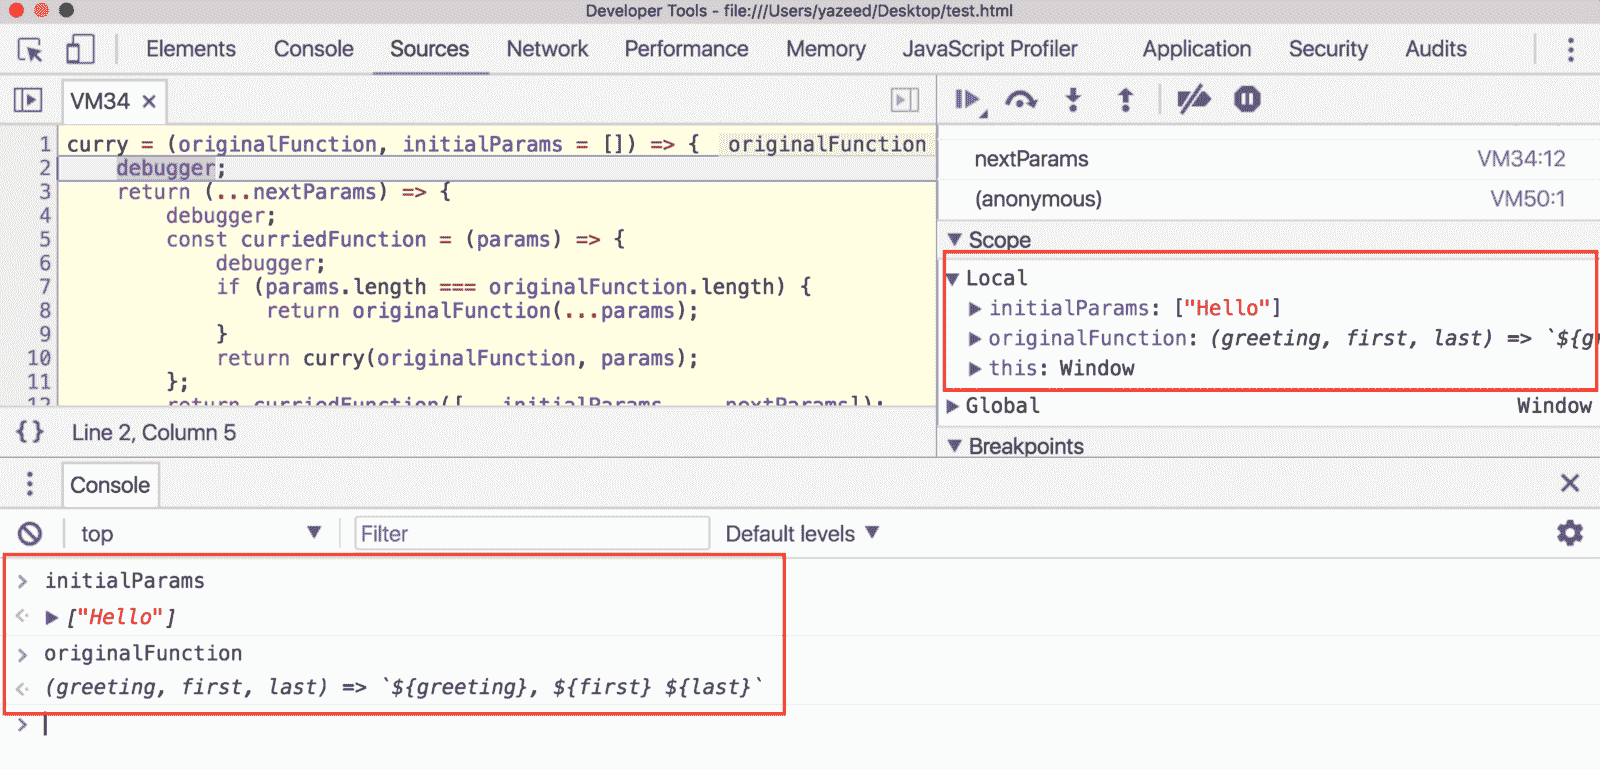 Developer Tools - file:///Users/yazeed/Desktop/test.html
Elements Console Sources Network Performance Memory JavaScript Profiler Application Security Audits
VM34 ×
1 curry = (originalFunction, initialParams = []) => { originalFunction
2 debugger;
3 return (...nextParams) => {
4 debugger;
5 const curriedFunction = (params) => {
6 debugger;
7 if (params.length === originalFunction.length) {
8 return originalFunction(...params);
9 }
10 return curry(originalFunction, params);
11 };
12 return curriedFunction([...initialParams, ...nextParams]);
{} Line 2, Column 5
nextParams VM34:12
(anonymous) VM50:1
▼ Scope
▼ Local
▶ initialParams: ["Hello"]
▶ originalFunction: (greeting, first, last) => `${g
▶ this: Window
▶ Global Window
▼ Breakpoints
Console
top ▼ Filter Default levels ▼
> initialParams
<· ▶ ["Hello"]
> originalFunction
<· (greeting, first, last) => `${greeting}, ${first} ${last}`
>